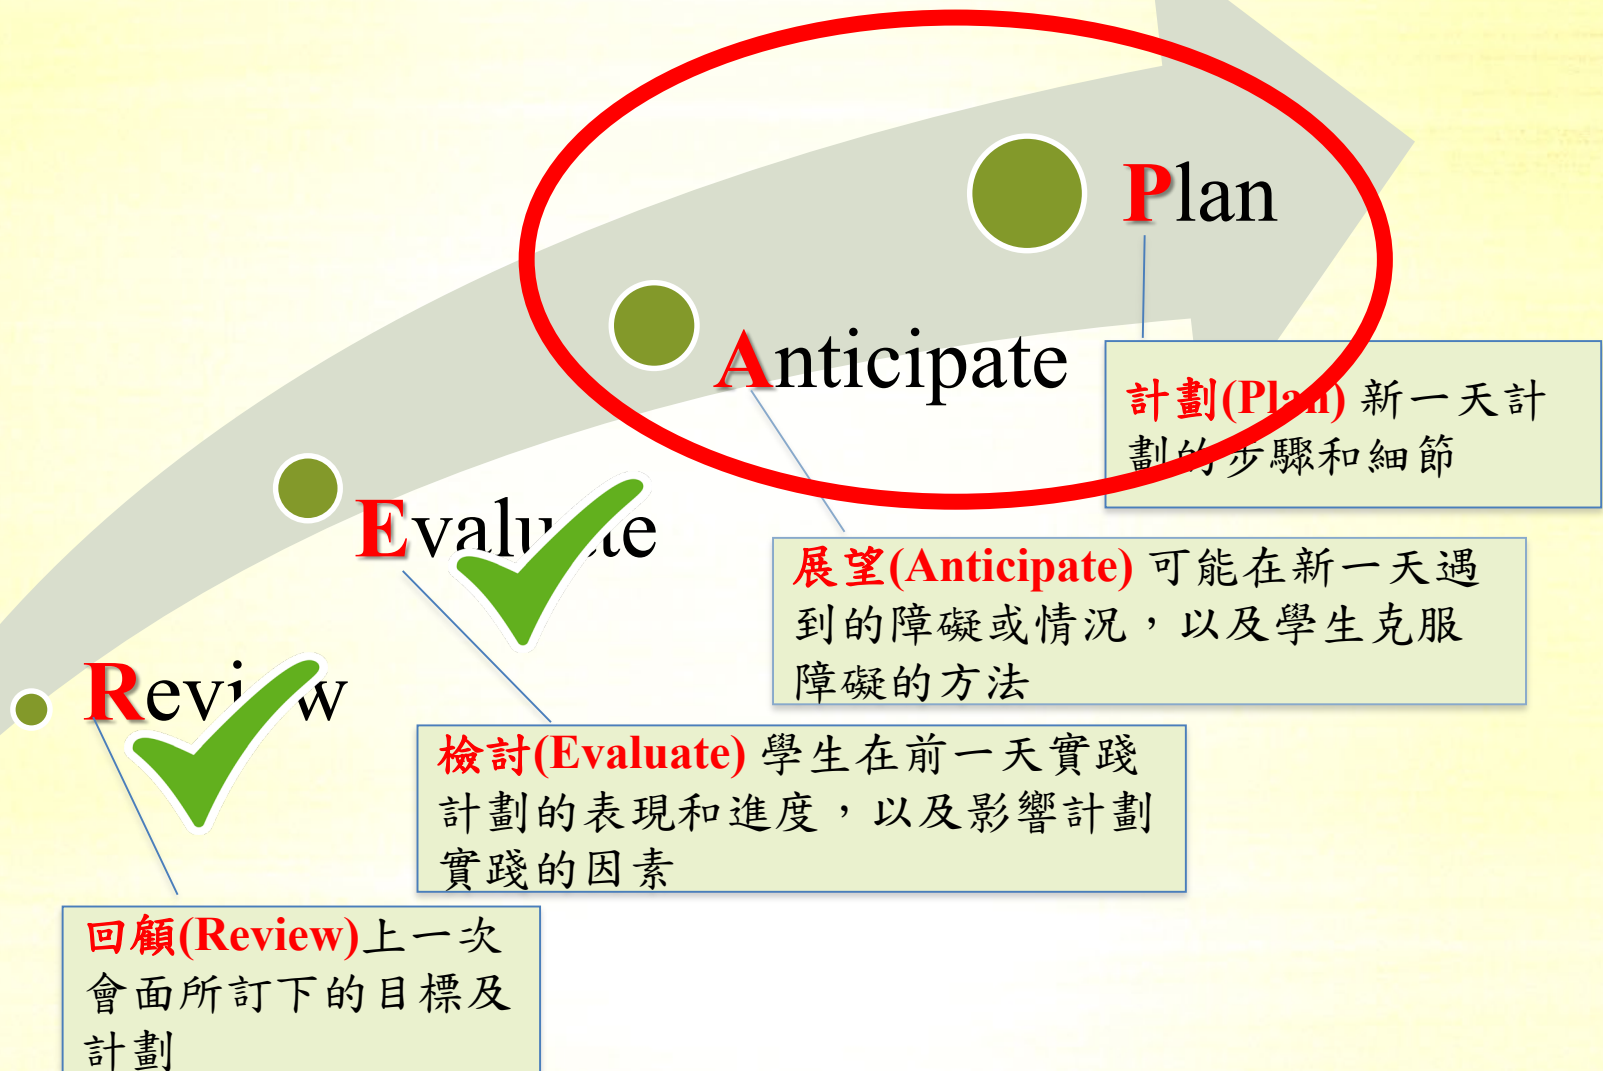 Plan
Anticipate
計劃(Plan) 新一天計
劃的步驟和細節
Evaluate
展望(Anticipate) 可能在新一天遇
到的障礙或情況，以及學生克服
障礙的方法
Review
檢討(Evaluate) 學生在前一天實踐
計劃的表現和進度，以及影響計劃
實踐的因素
回顧(Review)上一次
會面所訂下的目標及
計劃